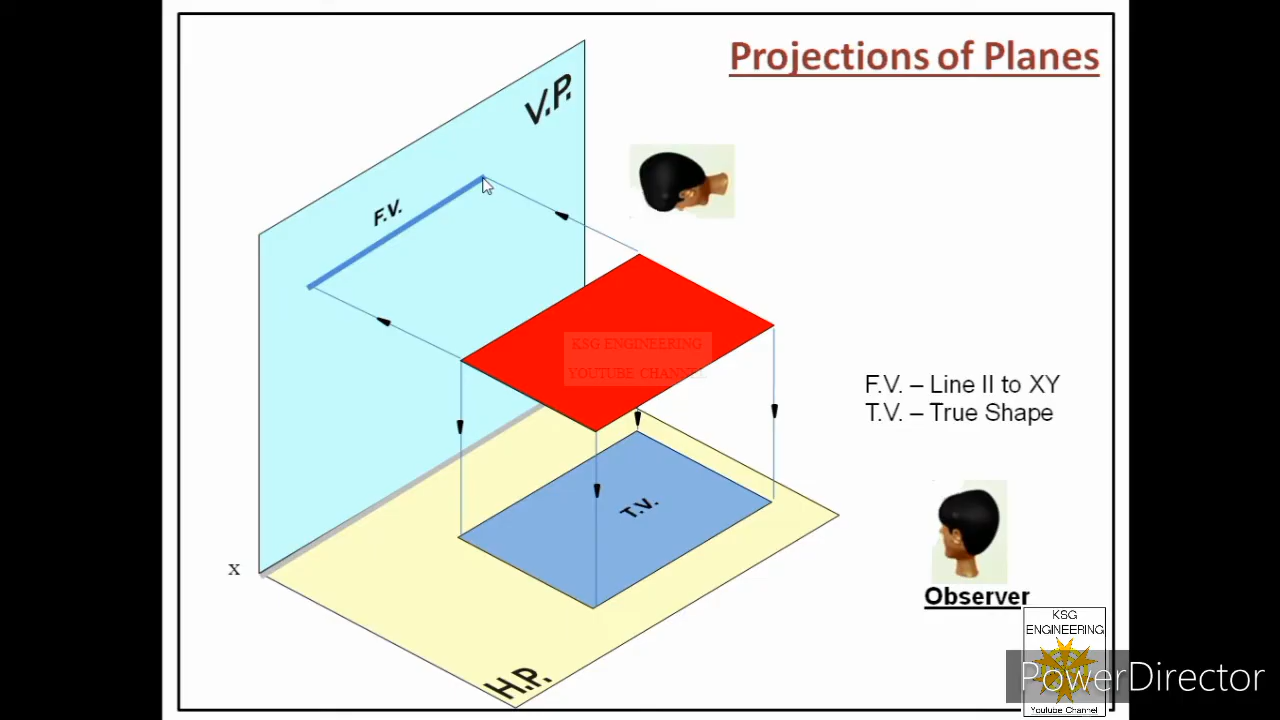 Projections of Planes
V.P.
F.V.
KSG ENGINEERING
YOUTUBE CHANNEL
F.V. – Line II to XY
T.V. – True Shape
T.V.
x
Observer
H.P.
KSG
ENGINEERING
PowerDirector
Youtube Channel